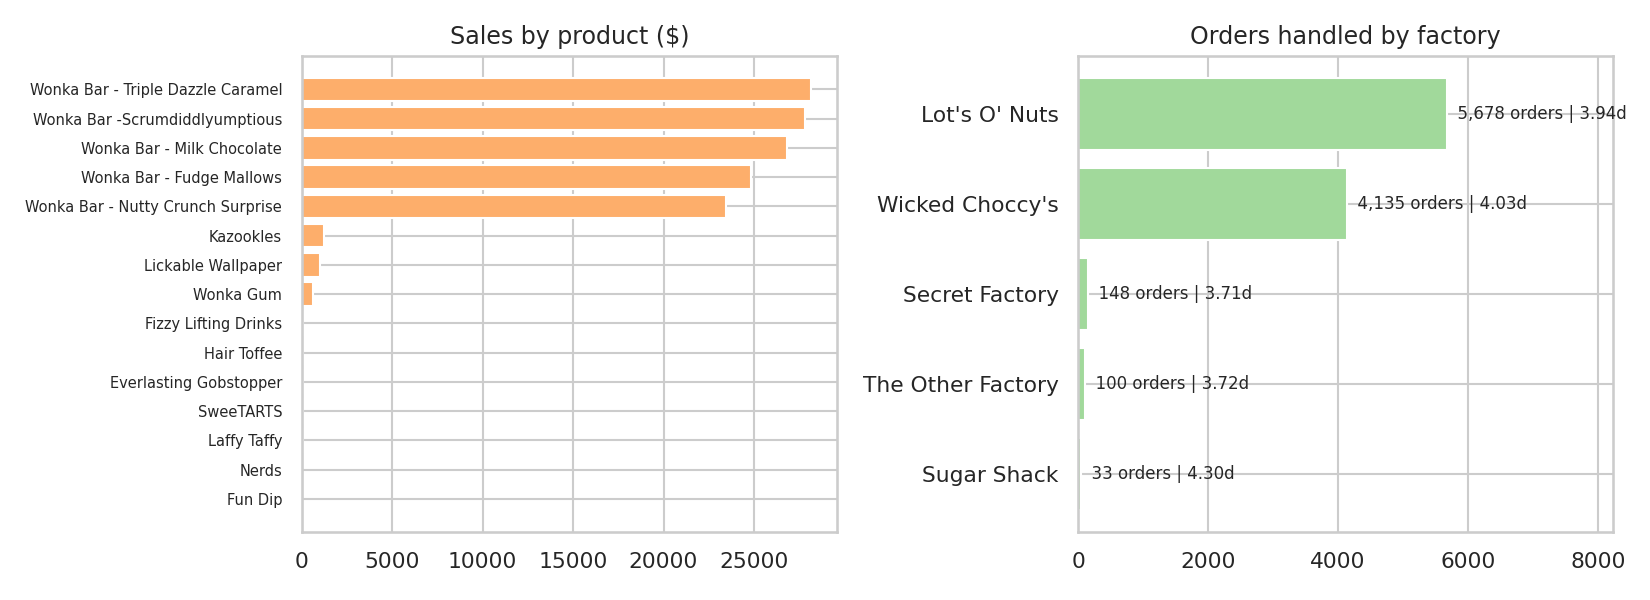 Sales by product ($)
Wonka Bar - Triple Dazzle Caramel
Wonka Bar -Scrumdiddlyumptious
Wonka Bar - Milk Chocolate
Wonka Bar - Fudge Mallows
Wonka Bar - Nutty Crunch Surprise
Kazookles
Lickable Wallpaper
Wonka Gum
Fizzy Lifting Drinks
Hair Toffee
Everlasting Gobstopper
SweeTARTS
Laffy Taffy
Nerds
Fun Dip
0 5000 10000 15000 20000 25000
Orders handled by factory
Lot's O' Nuts 5,678 orders | 3.94d
Wicked Choccy's 4,135 orders | 4.03d
Secret Factory 148 orders | 3.71d
The Other Factory 100 orders | 3.72d
Sugar Shack 33 orders | 4.30d
0 2000 4000 6000 8000